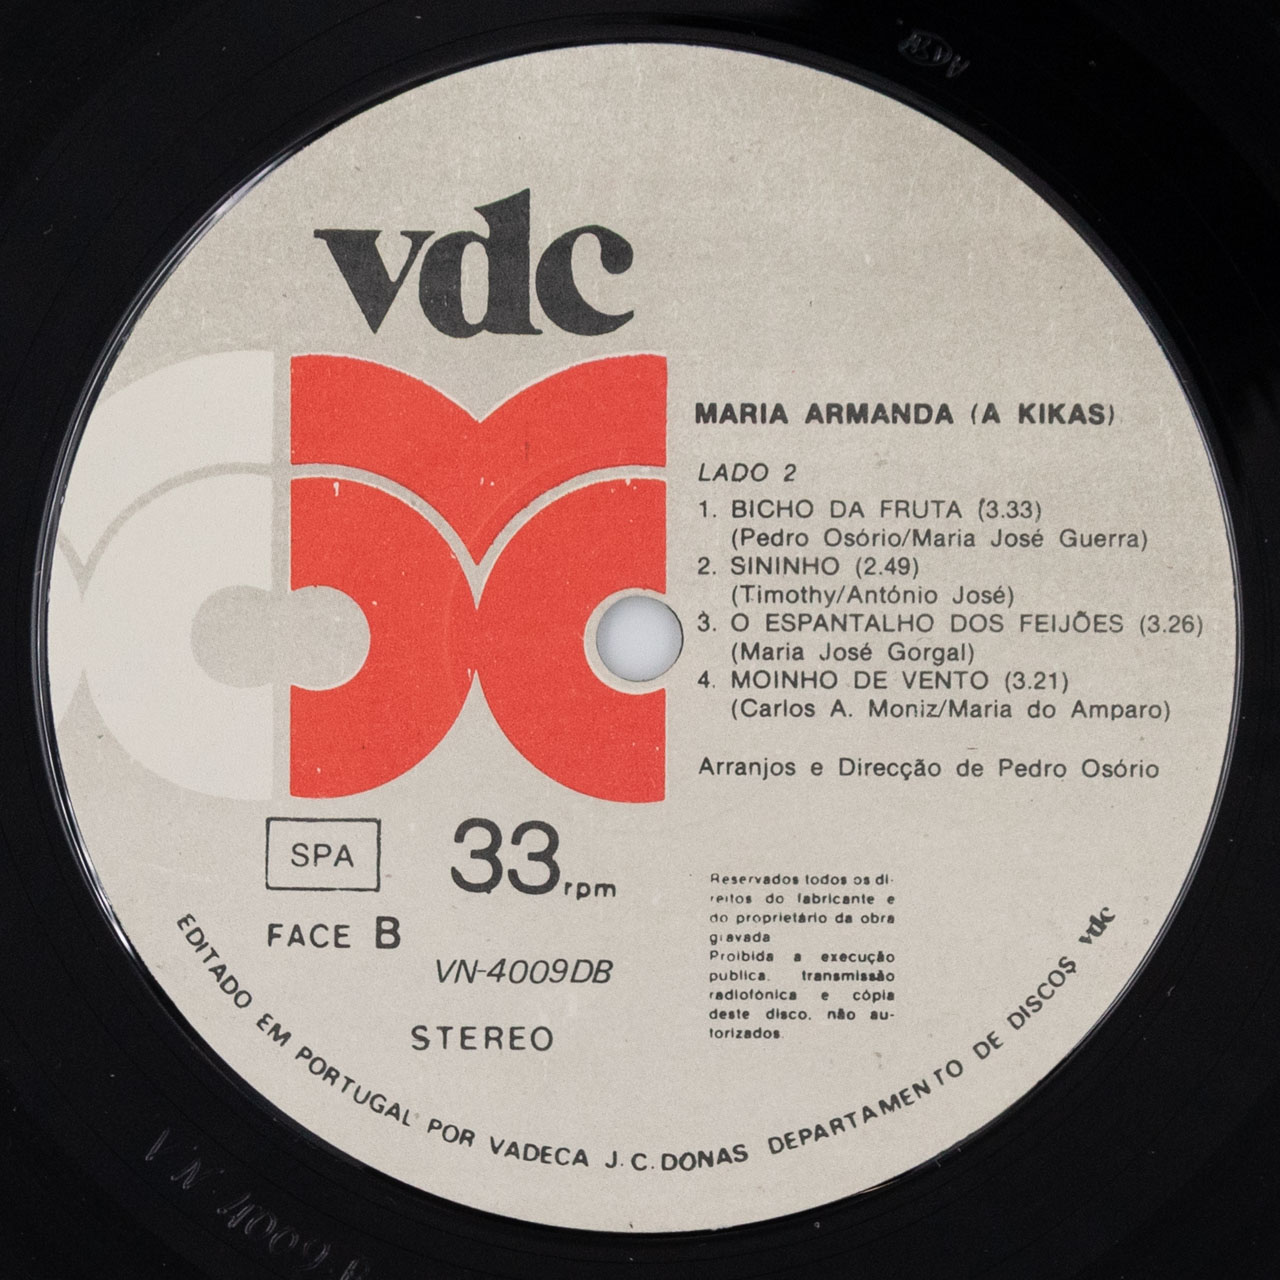 vdc
MARIA ARMANDA (A KIKAS)
LADO 2
1. BICHO DA FRUTA (3.33)
(Pedro Osório/Maria José Guerra)
2. SININHO (2.49)
(Timothy/António José)
3. O ESPANTALHO DOS FEIJÕES (3.26)
(Maria José Gorgal)
4. MOINHO DE VENTO (3.21)
(Carlos A. Moniz/Maria do Amparo)
Arranjos e Direcção de Pedro Osório
SPA
33 rpm
FACE B
VN-4009DB
STEREO
Reservados todos os di-
reitos do fabricante e
do proprietário da obra
gravada
Proibida a execução
publica, transmissão
radiofónica e cópia
deste disco, não au-
torizados.
EDITADO EM PORTUGAL POR VADECA J.C. DONAS DEPARTAMENTO DE DISCOS vdc